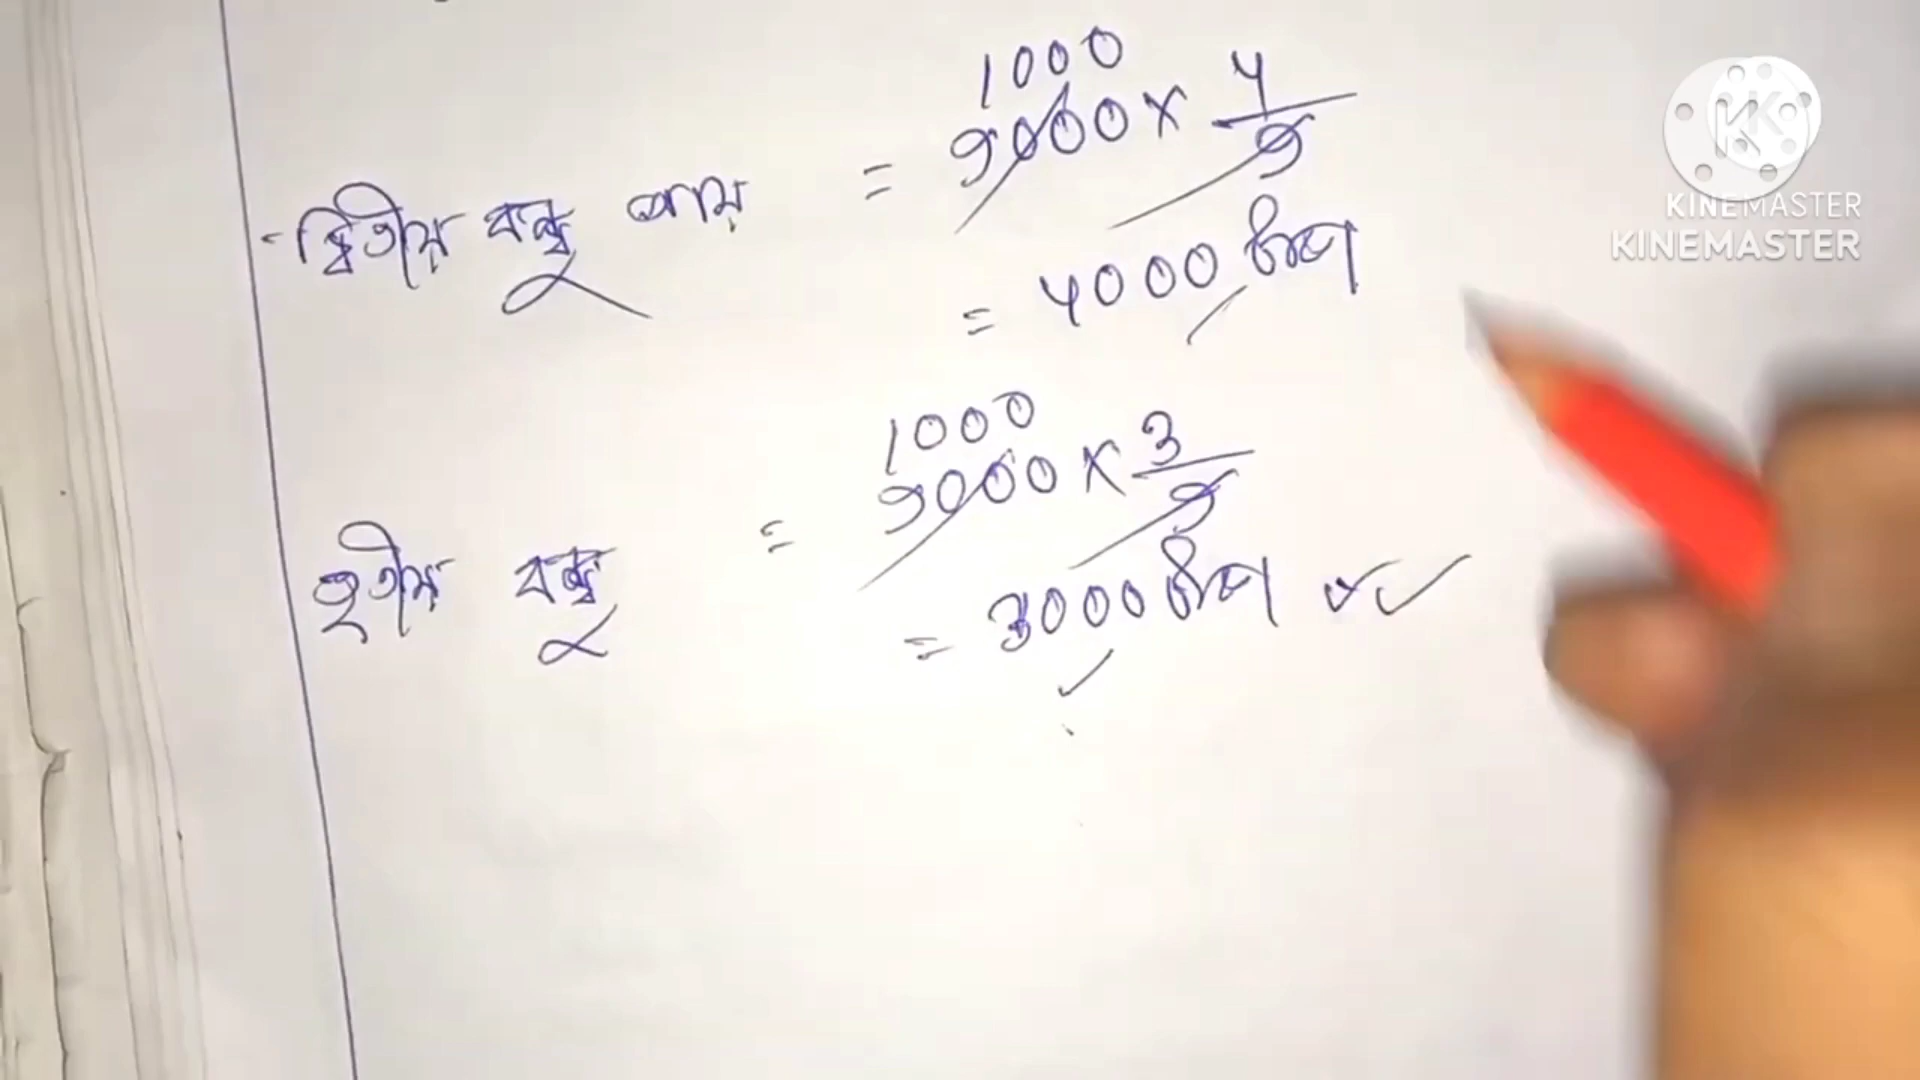 1000
দ্বিতীয় বন্ধু পায় = 9000 × 4/9
= 4000 টাকা
1000
তৃতীয় বন্ধু = 9000 × 3/9
= 3000 টাকা
KINEMASTER
KINEMASTER